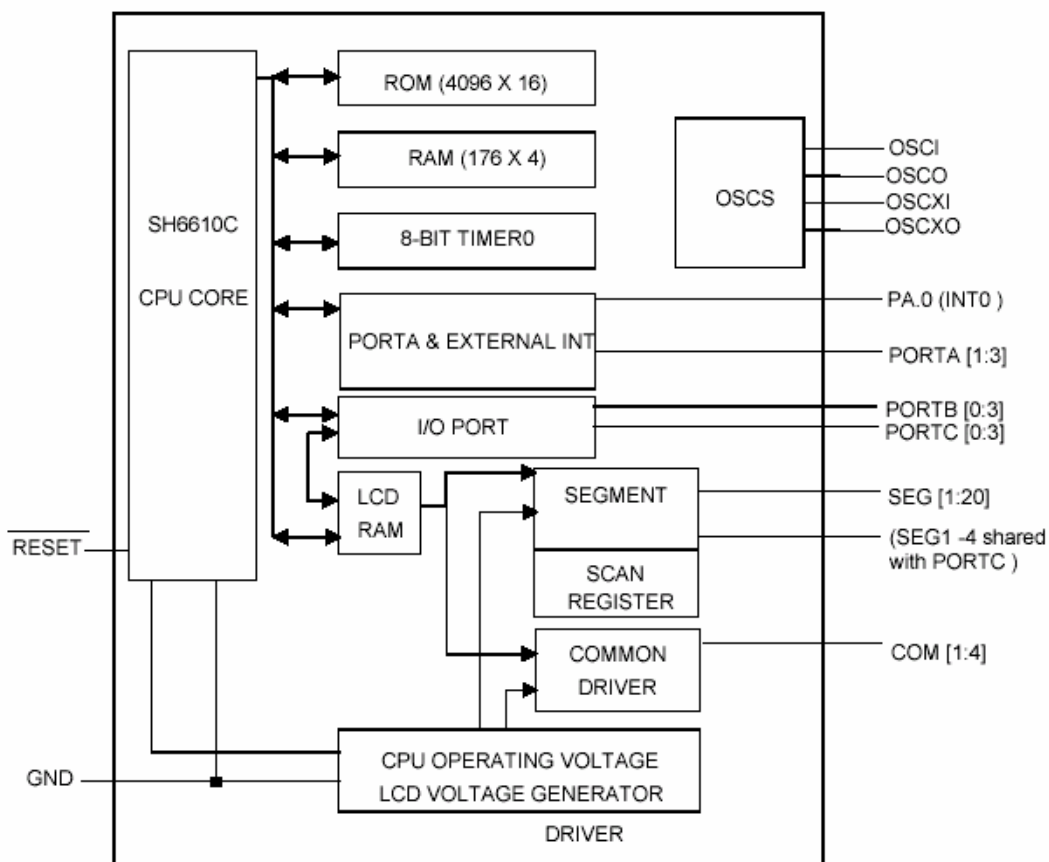 ROM (4096 X 16)
RAM (176 X 4)
8-BIT TIMER0
SH6610C
CPU CORE
PORTA & EXTERNAL INT
I/O PORT
LCD
RAM
SEGMENT
SCAN
REGISTER
COMMON
DRIVER
CPU OPERATING VOLTAGE
LCD VOLTAGE GENERATOR
DRIVER
OSCS
OSCI
OSCO
OSCXI
OSCXO
PA.0 (INT0 )
PORTA [1:3]
PORTB [0:3]
PORTC [0:3]
SEG [1:20]
(SEG1 -4 shared
with PORTC )
COM [1:4]
RESET
GND